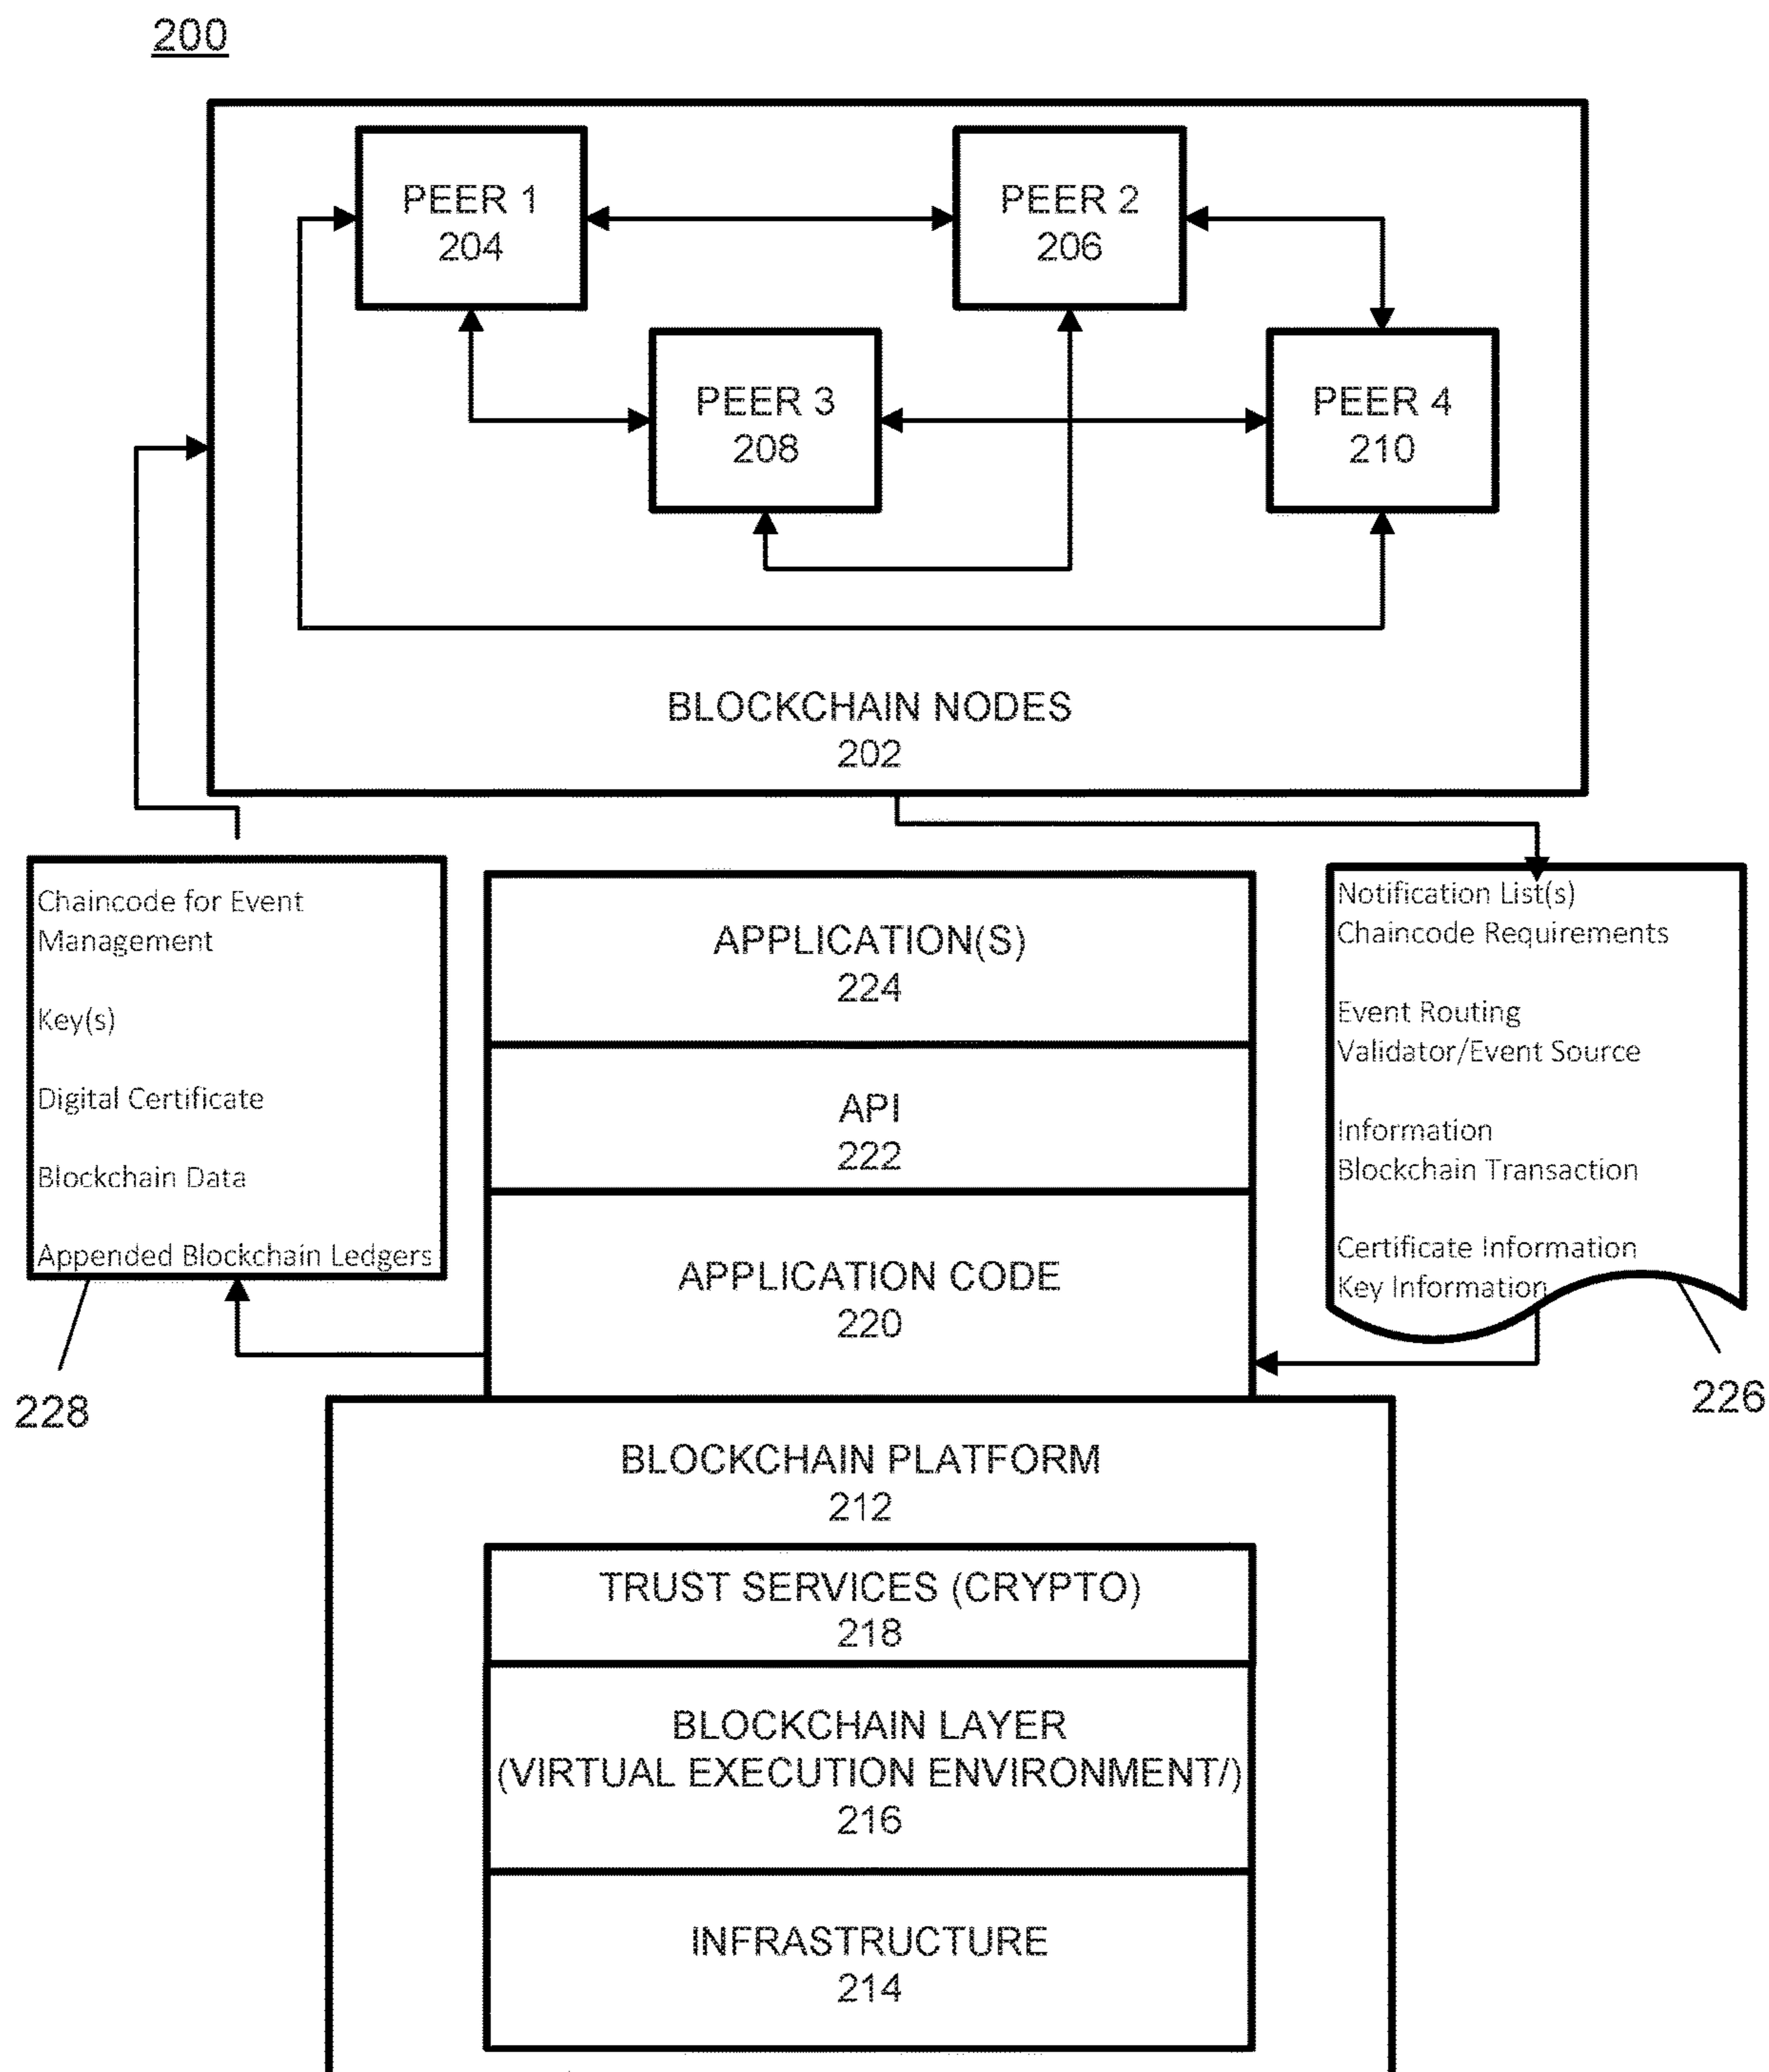 200
PEER 1
204
PEER 2
206
PEER 3
208
PEER 4
210
BLOCKCHAIN NODES
202
Chaincode for Event
Management
Key(s)
Digital Certificate
Blockchain Data
Appended Blockchain Ledgers
228
APPLICATION(S)
224
API
222
APPLICATION CODE
220
Notification List(s)
Chaincode Requirements
Event Routing
Validator/Event Source
Information
Blockchain Transaction
Certificate Information
Key Information
226
BLOCKCHAIN PLATFORM
212
TRUST SERVICES (CRYPTO)
218
BLOCKCHAIN LAYER
(VIRTUAL EXECUTION ENVIRONMENT/)
216
INFRASTRUCTURE
214